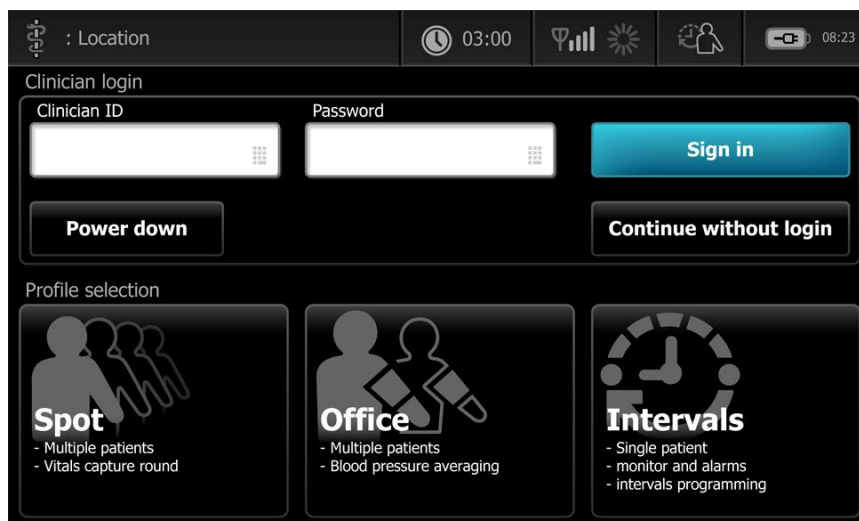 : Location
03:00
08:23
Clinician login
Clinician ID
Password
Sign in
Power down
Continue without login
Profile selection
Spot
- Multiple patients
- Vitals capture round
Office
- Multiple patients
- Blood pressure averaging
Intervals
- Single patient
- monitor and alarms
- intervals programming